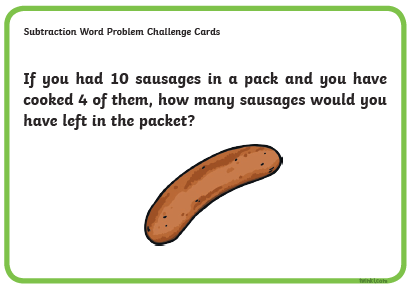 Subtraction Word Problem Challenge Cards
If you had 10 sausages in a pack and you have
cooked 4 of them, how many sausages would you
have left in the packet?